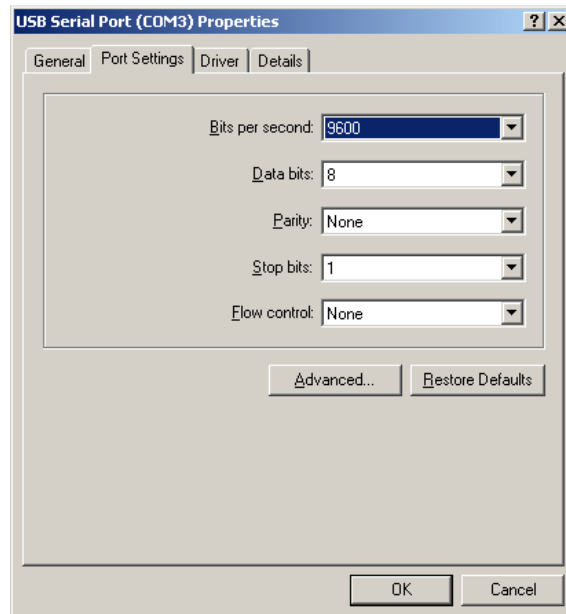 USB Serial Port (COM3) Properties
General Port Settings Driver Details
Bits per second: 9600
Data bits: 8
Parity: None
Stop bits: 1
Flow control: None
Advanced... Restore Defaults
OK Cancel